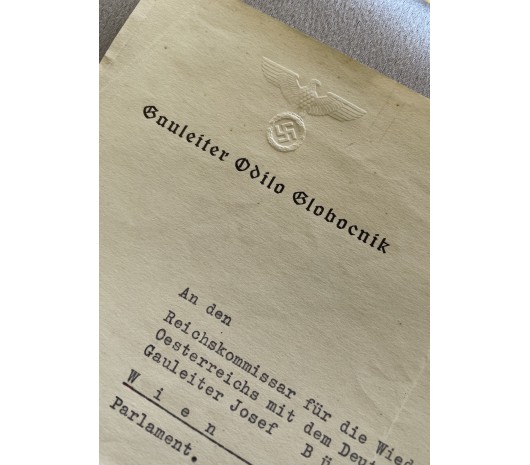 Gauleiter Odilo Globocnik
An den
Reichskommissar für die Wied
Oesterreichs mit dem Deut
Gauleiter Josef B ü
W i e n
Parlament.